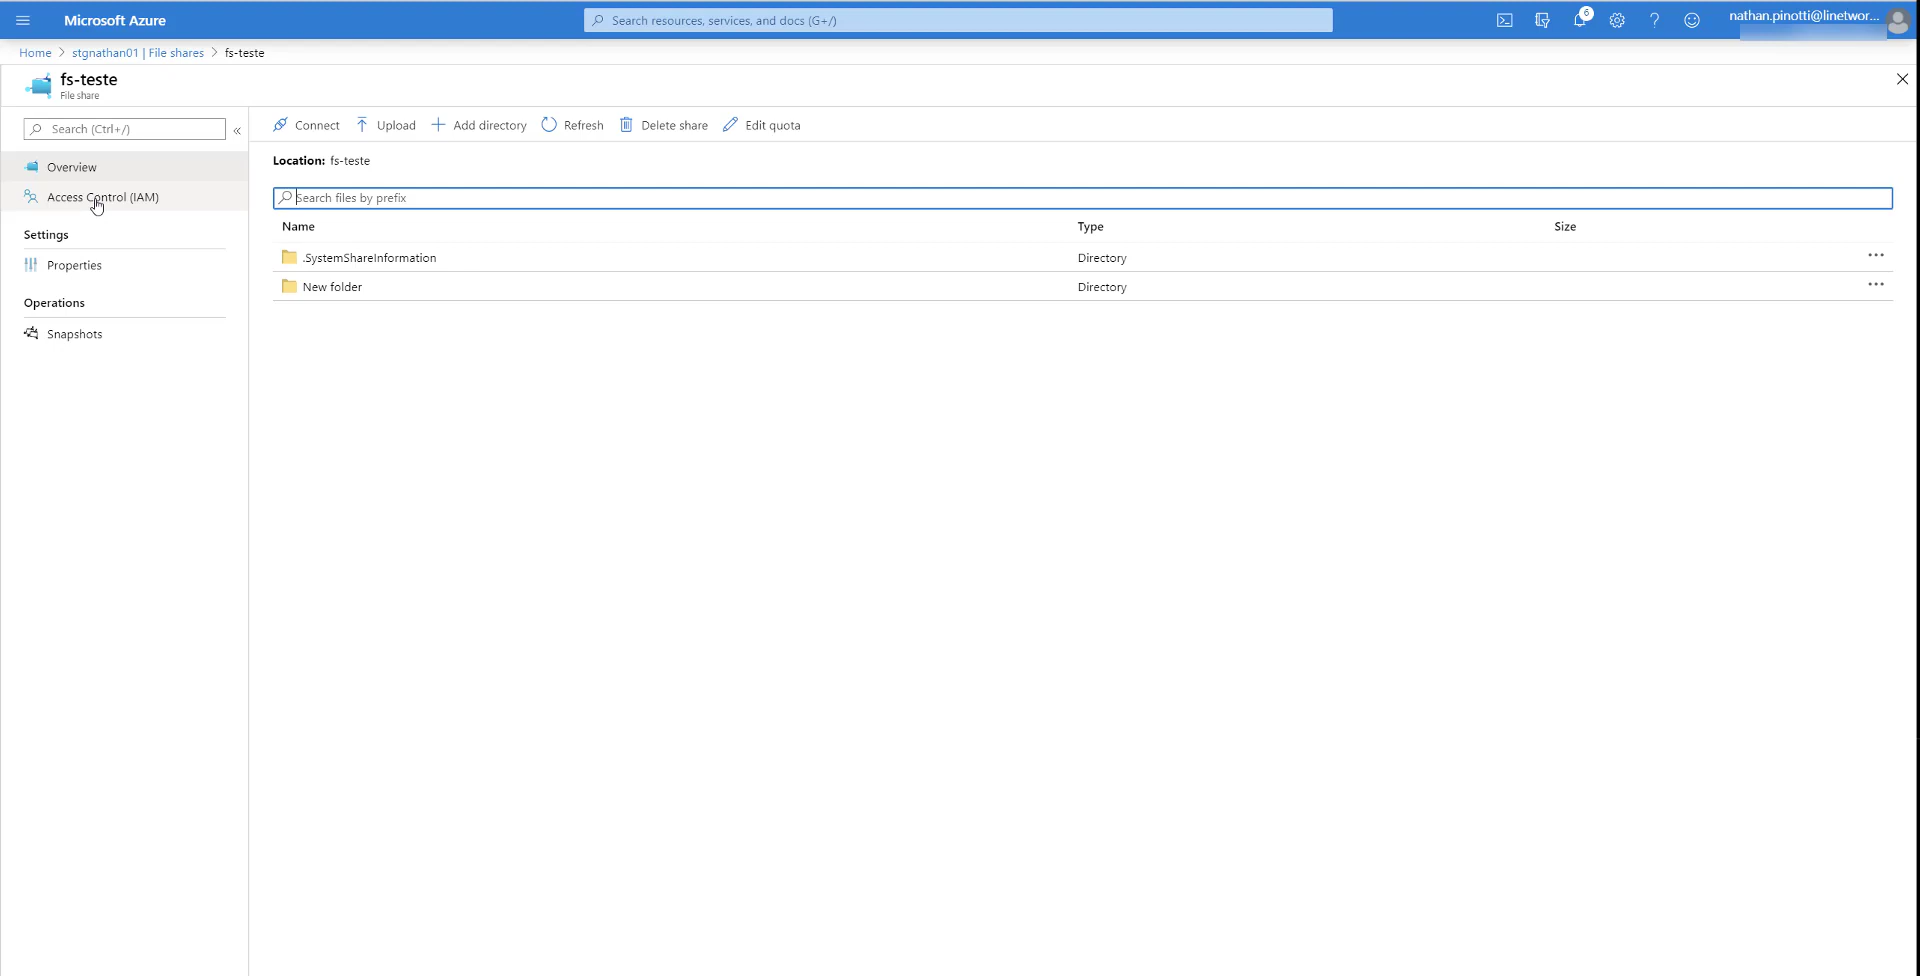 Microsoft Azure
Search resources, services, and docs (G+/)
6
nathan.pinotti@linetwor...
Home > stgnathan01 | File shares > fs-teste
fs-teste
File share
Search (Ctrl+/)
Connect Upload Add directory Refresh Delete share Edit quota
Overview
Access Control (IAM)
Settings
Properties
Operations
Snapshots
Location: fs-teste
Search files by prefix
Name Type Size
.SystemShareInformation Directory
New folder Directory